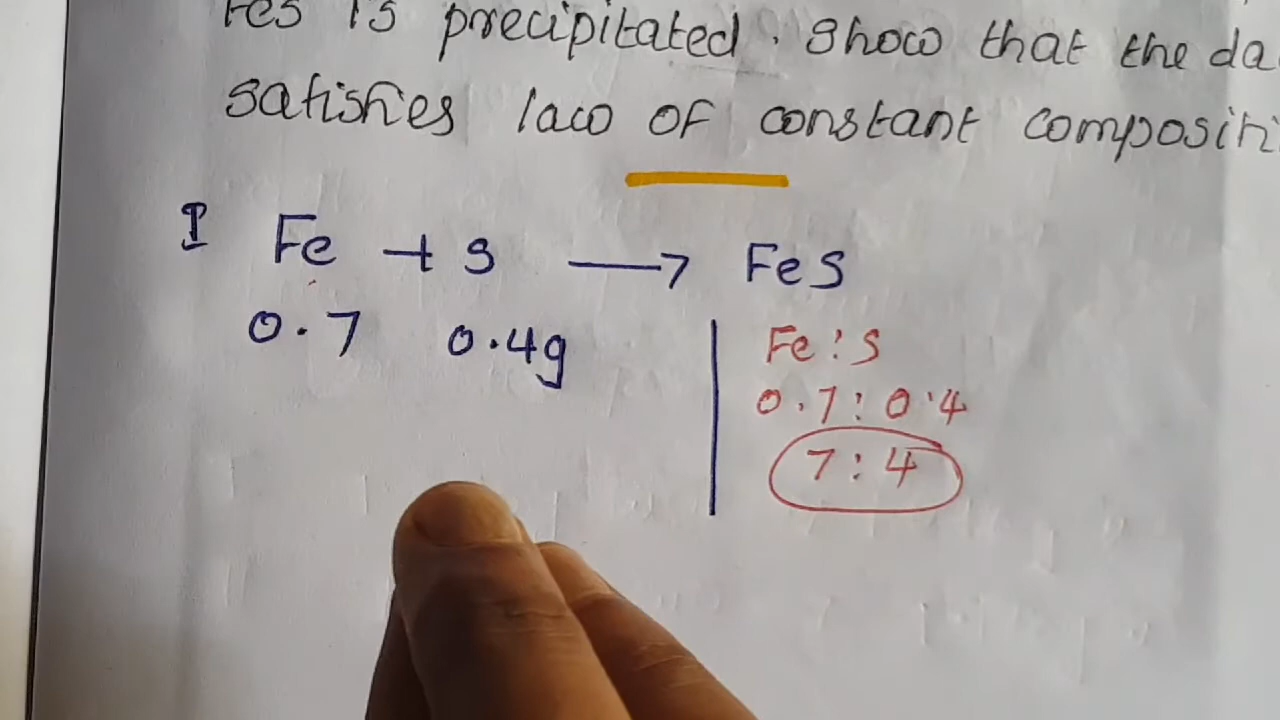 FeS is precipitated. Show that the da
satisfies law of constant compositi
I Fe + S → FeS
0.7 0.4g
Fe : S
0.7 : 0.4
7 : 4